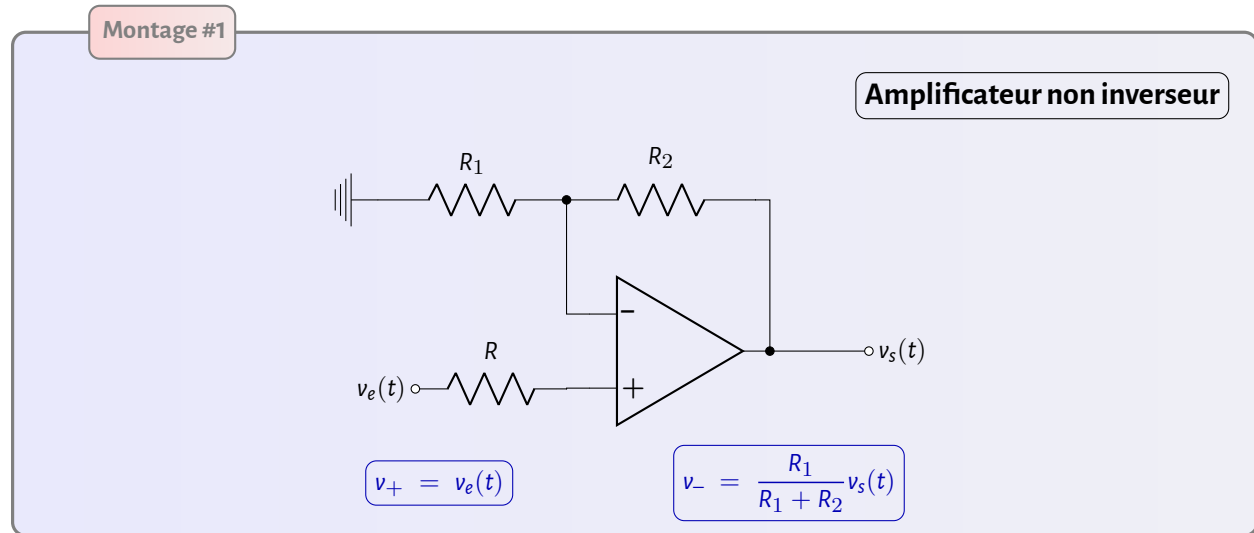 Montage #1
Amplificateur non inverseur
R₁
R₂
−
R
vₛ(t)
vₑ(t)
+
v₊ = vₑ(t)
v₋ = R₁ / (R₁ + R₂) vₛ(t)